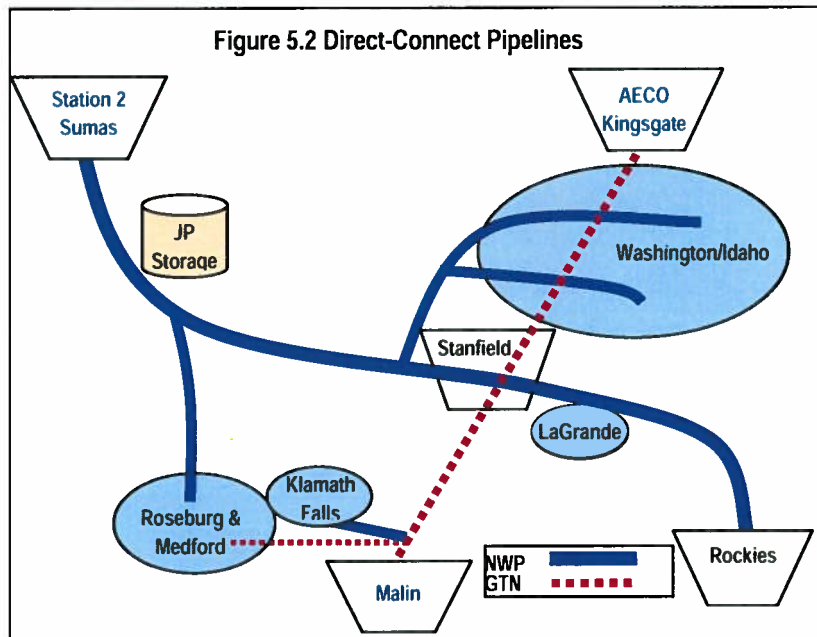 Figure 5.2 Direct-Connect Pipelines
Station 2
Sumas
AECO
Kingsgate
JP
Storage
Washington/Idaho
Stanfield
LaGrande
Klamath
Falls
Roseburg &
Medford
Malin
NWP
GTN
Rockies